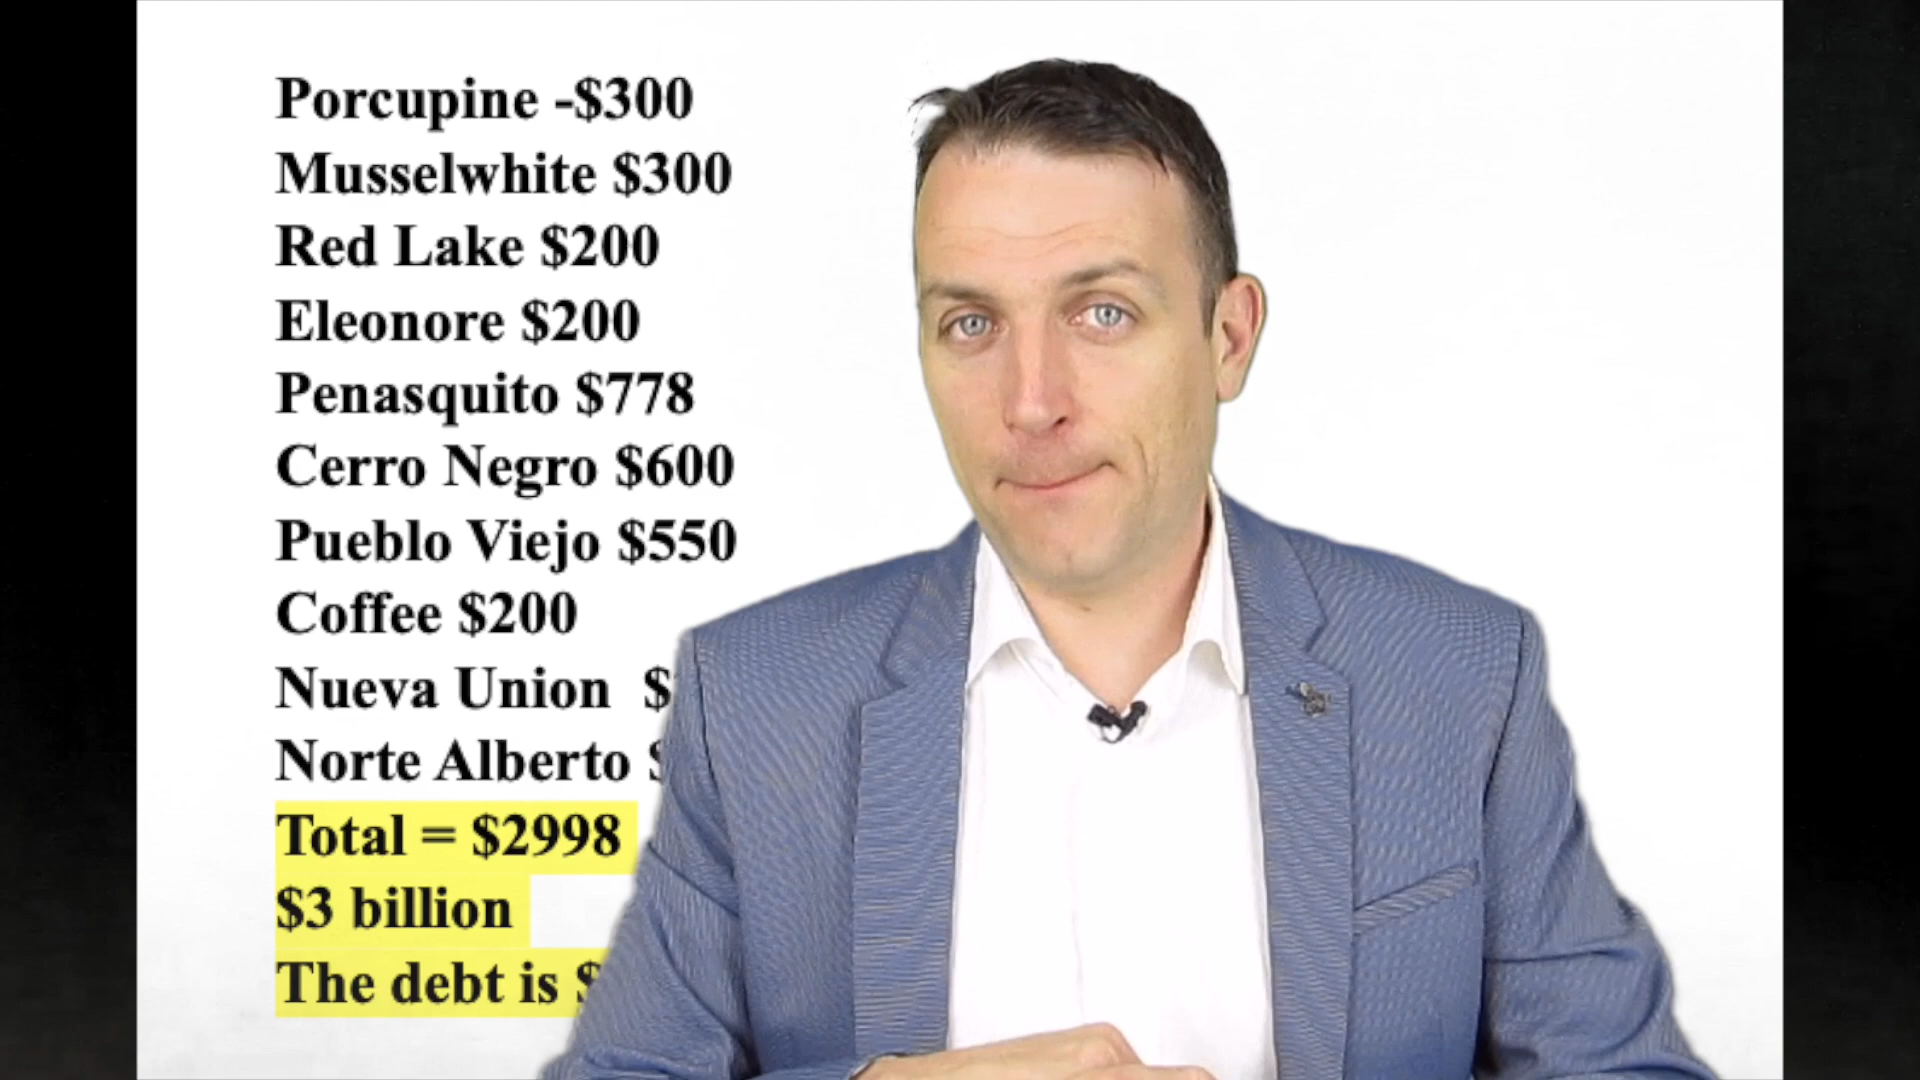 Porcupine -$300
Musselwhite $300
Red Lake $200
Eleonore $200
Penasquito $778
Cerro Negro $600
Pueblo Viejo $550
Coffee $200
Nueva Union $
Norte Alberto $
Total = $2998
$3 billion
The debt is $